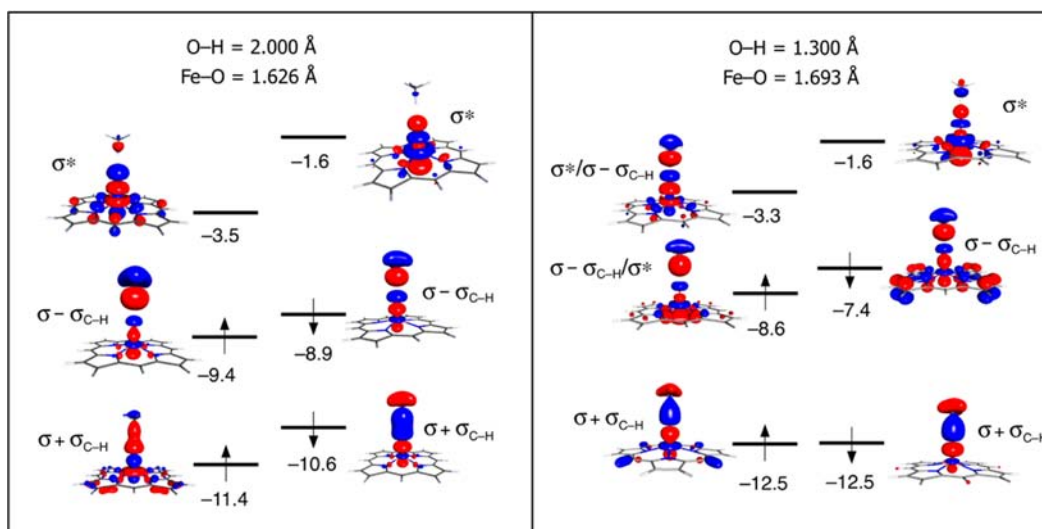 O–H = 2.000 Å
Fe–O = 1.626 Å
σ*
σ*
−1.6
−3.5
σ − σC–H
σ − σC–H
−8.9
−9.4
σ + σC–H
σ + σC–H
−10.6
−11.4
O–H = 1.300 Å
Fe–O = 1.693 Å
σ*
−1.6
σ*/σ − σC–H
−3.3
σ − σC–H
σ − σC–H/σ*
−7.4
−8.6
σ + σC–H
σ + σC–H
−12.5
−12.5